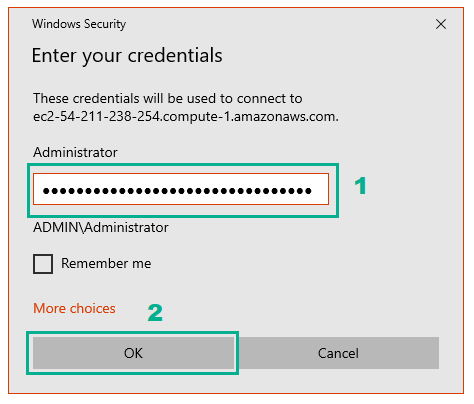 Windows Security
Enter your credentials
These credentials will be used to connect to
ec2-54-211-238-254.compute-1.amazonaws.com.
Administrator
●●●●●●●●●●●●●●●●●●●●●●●●●●●●●●●●
1
ADMIN\Administrator
Remember me
More choices
2
OK
Cancel